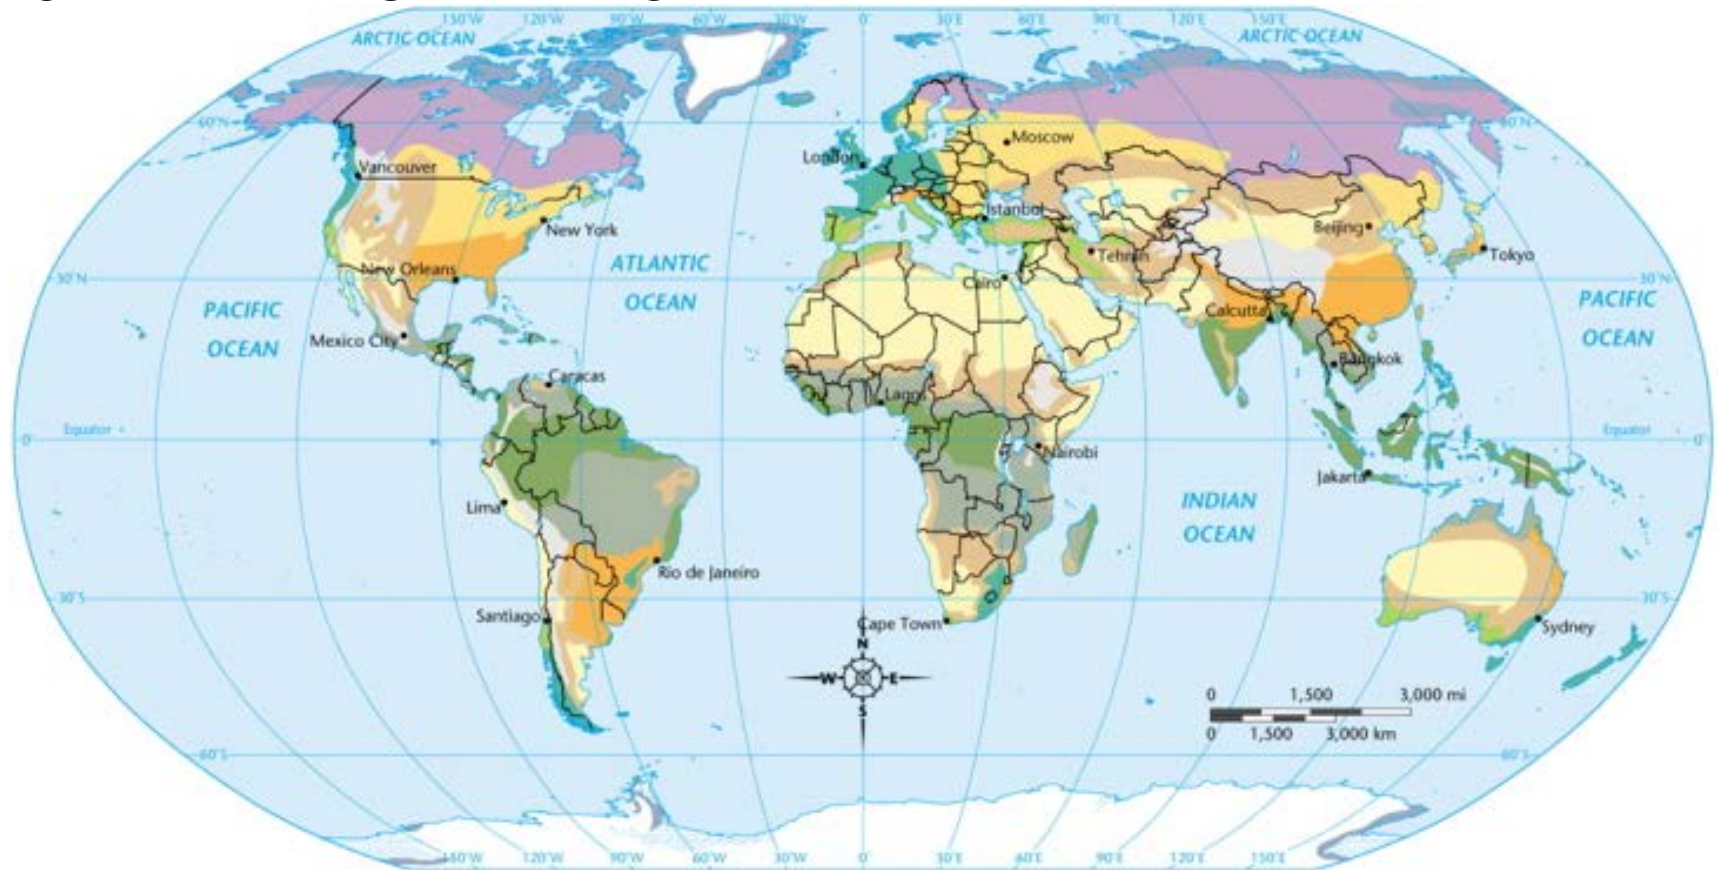 150°W 120°W 90°W 60°W 30°W 0° 30°E 60°E 90°E 120°E 150°E
ARCTIC OCEAN
ARCTIC OCEAN
60°N
60°N
Moscow
London
Vancouver
Istanbul
New York
Beijing
Tokyo
Tehran
New Orleans
ATLANTIC
OCEAN
30°N
30°N
Cairo
PACIFIC
OCEAN
PACIFIC
OCEAN
Calcutta
Mexico City
Bangkok
Caracas
Lagos
0°
Equator
Equator
0°
Nairobi
Jakarta
Lima
INDIAN
OCEAN
Rio de Janeiro
30°S
30°S
Santiago
Cape Town
Sydney
N
W
E
S
0 1,500 3,000 mi
0 1,500 3,000 km
60°S
60°S
150°W 120°W 90°W 60°W 30°W 0° 30°E 60°E 90°E 120°E 150°E